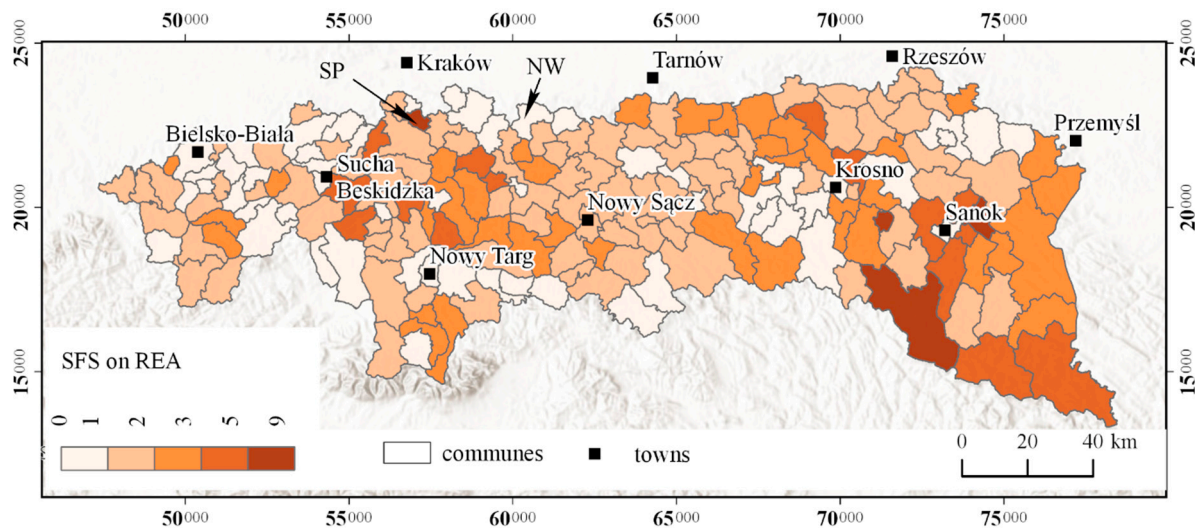 50000 55000 60000 65000 70000 75000
25000
25000
Kraków
Tarnów
Rzeszów
SP
NW
Bielsko-Biała
Przemyśl
Sucha
Beskidzka
Krosno
20000
20000
Nowy Sącz
Sanok
Nowy Targ
SFS on REA
15000
15000
0 1 2 3 5 9
communes
towns
0 20 40 km
50000 55000 60000 65000 70000 75000